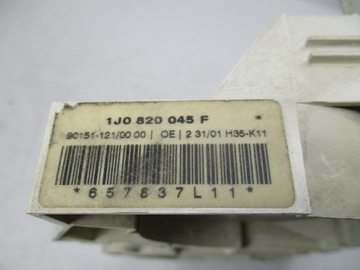 1J0 820 045 F *
90151-121/00 00 | OE | 2 31/01 H35-K11
*657837L11*